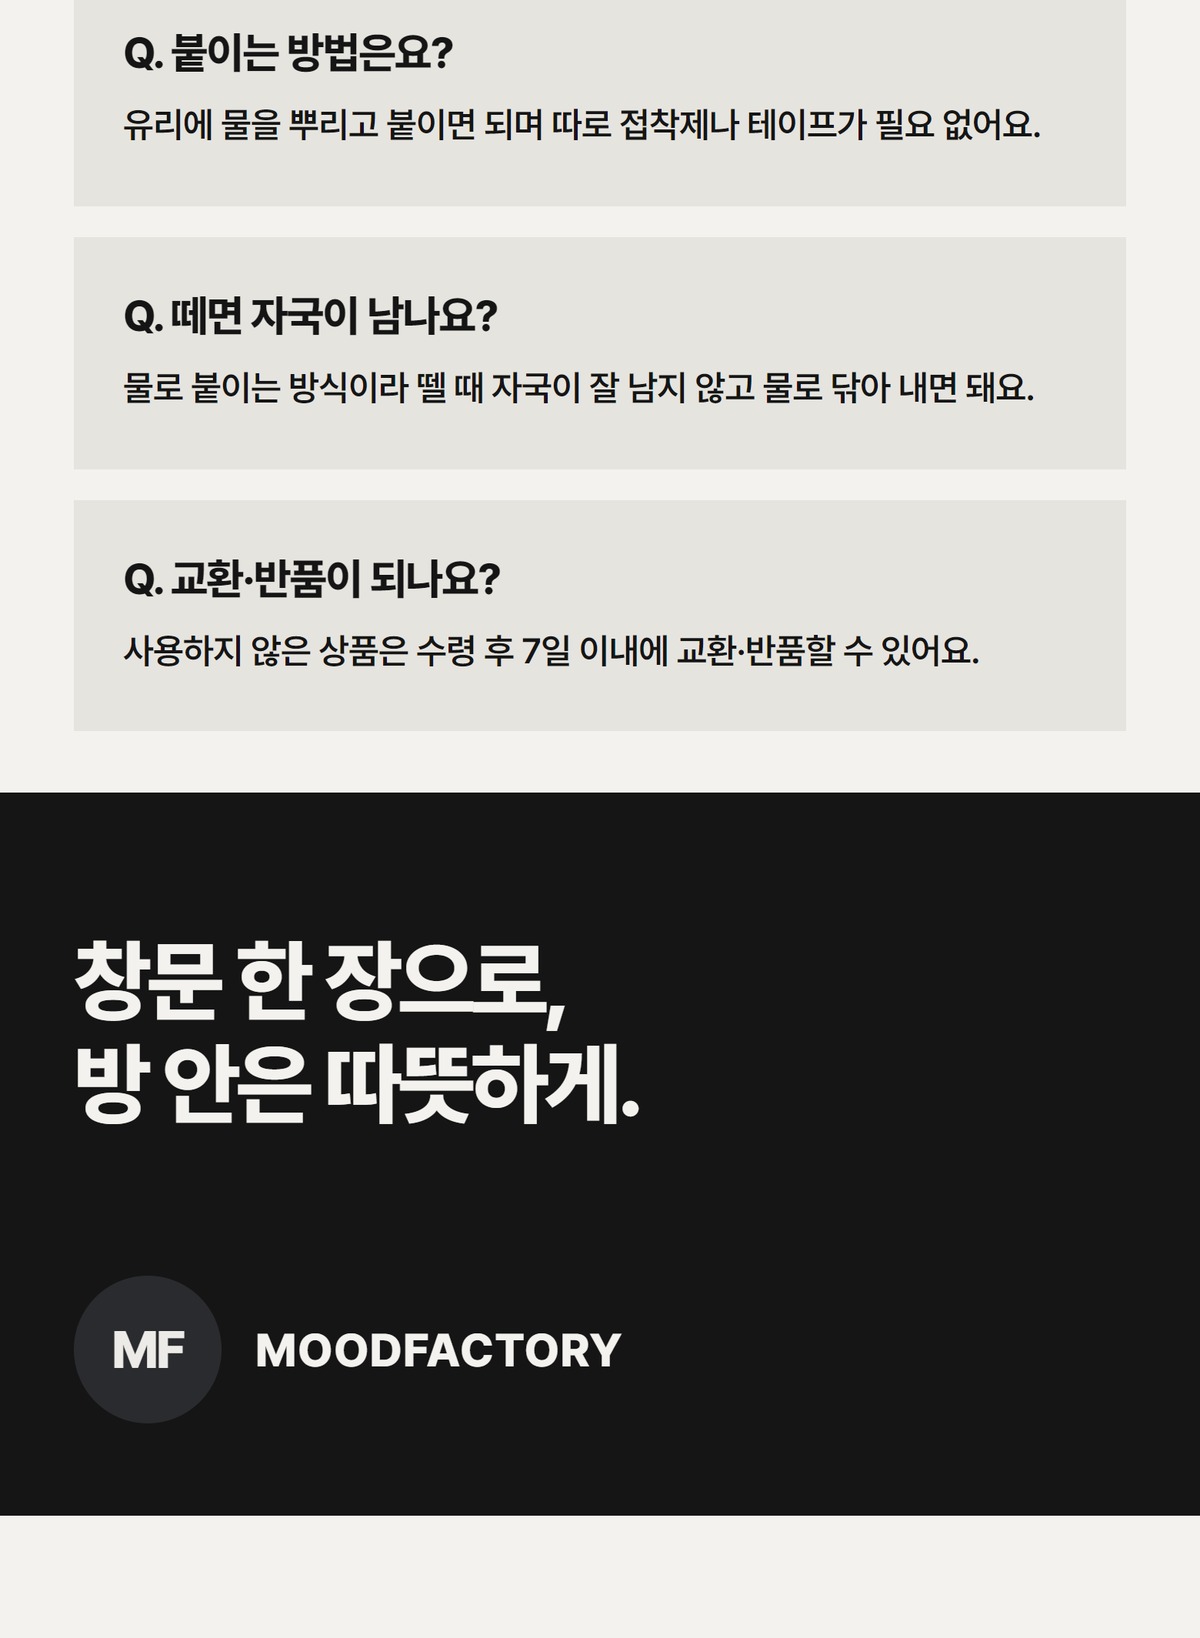 Q. 붙이는 방법은요?
유리에 물을 뿌리고 붙이면 되며 따로 접착제나 테이프가 필요 없어요.
Q. 떼면 자국이 남나요?
물로 붙이는 방식이라 뗄 때 자국이 잘 남지 않고 물로 닦아 내면 돼요.
Q. 교환·반품이 되나요?
사용하지 않은 상품은 수령 후 7일 이내에 교환·반품할 수 있어요.
창문 한 장으로,
방 안은 따뜻하게.
MF MOODFACTORY